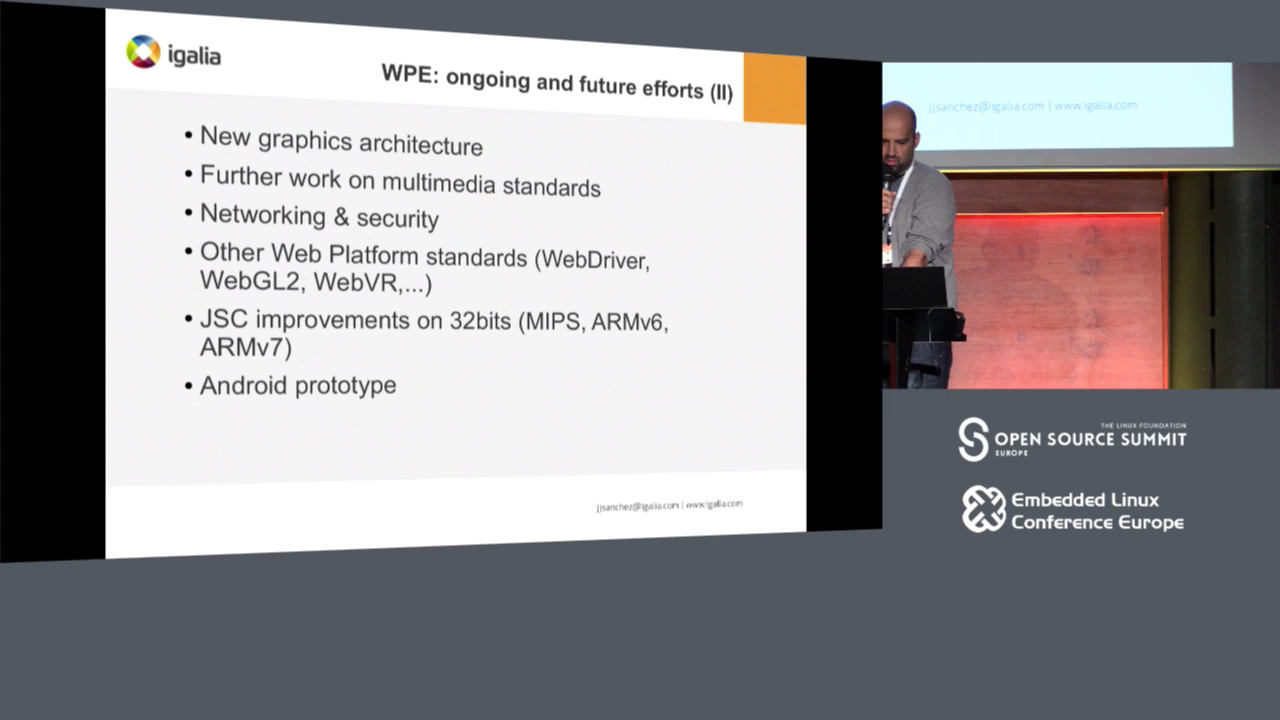 igalia
WPE: ongoing and future efforts (II)
• New graphics architecture
• Further work on multimedia standards
• Networking & security
• Other Web Platform standards (WebDriver,
WebGL2, WebVR,...)
• JSC improvements on 32bits (MIPS, ARMv6,
ARMv7)
• Android prototype
jjsanchez@igalia.com | www.igalia.com
jjsanchez@igalia.com | www.igalia.com
THE LINUX FOUNDATION
OPEN SOURCE SUMMIT
EUROPE
Embedded Linux
Conference Europe